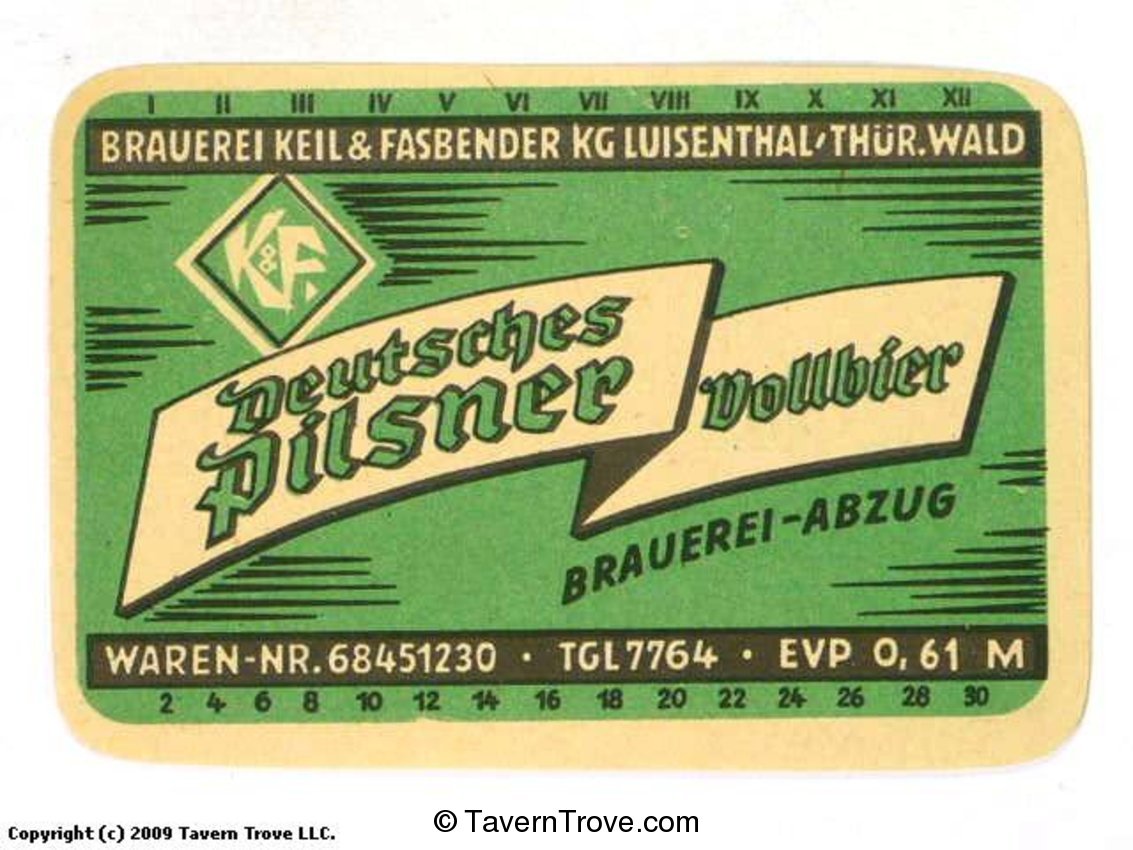 I II III IV V VI VII VIII IX X XI XII
BRAUEREI KEIL & FASBENDER KG LUISENTHAL/THÜR.WALD
K&F.
Deutsches
Pilsner
Vollbier
BRAUEREI-ABZUG
WAREN-NR. 68451230 · TGL 7764 · EVP 0,61 M
2 4 6 8 10 12 14 16 18 20 22 24 26 28 30
© TavernTrove.com
Copyright (c) 2009 Tavern Trove LLC.